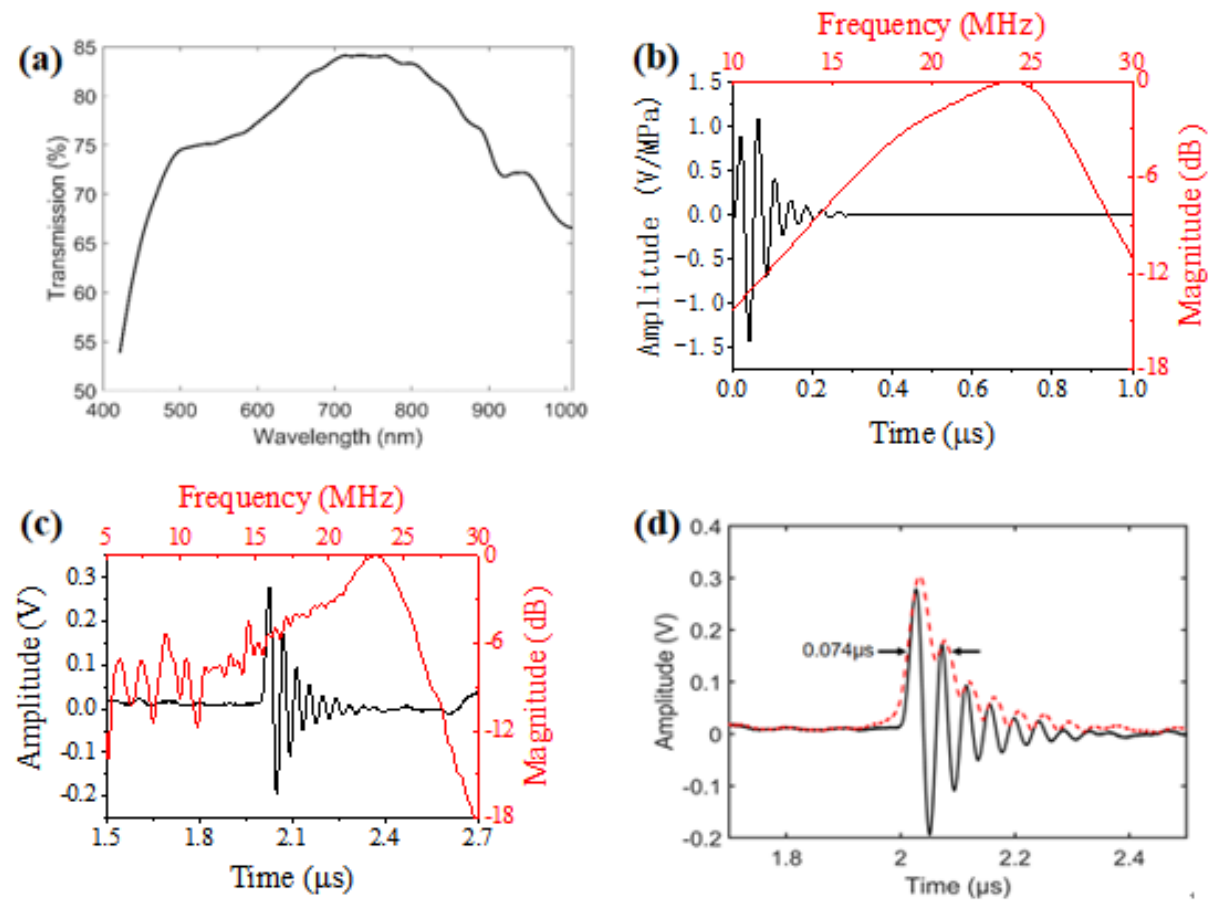 (a)
85
80
75
70
65
60
55
50
Transmission (%)
400 500 600 700 800 900 1000
Wavelength (nm)
(b)
Frequency (MHz)
10 15 20 25 30
1.5
1.0
0.5
0.0
-0.5
-1.0
-1.5
Amplitude (V/MPa)
0
-6
-12
-18
Magnitude (dB)
0.0 0.2 0.4 0.6 0.8 1.0
Time (μs)
(c)
Frequency (MHz)
5 10 15 20 25 30
0.3
0.2
0.1
0.0
-0.1
-0.2
Amplitude (V)
0
-6
-12
-18
Magnitude (dB)
1.5 1.8 2.1 2.4 2.7
Time (μs)
(d)
0.4
0.3
0.2
0.1
0
-0.1
-0.2
Amplitude (V)
0.074μs
1.8 2 2.2 2.4
Time (μs)